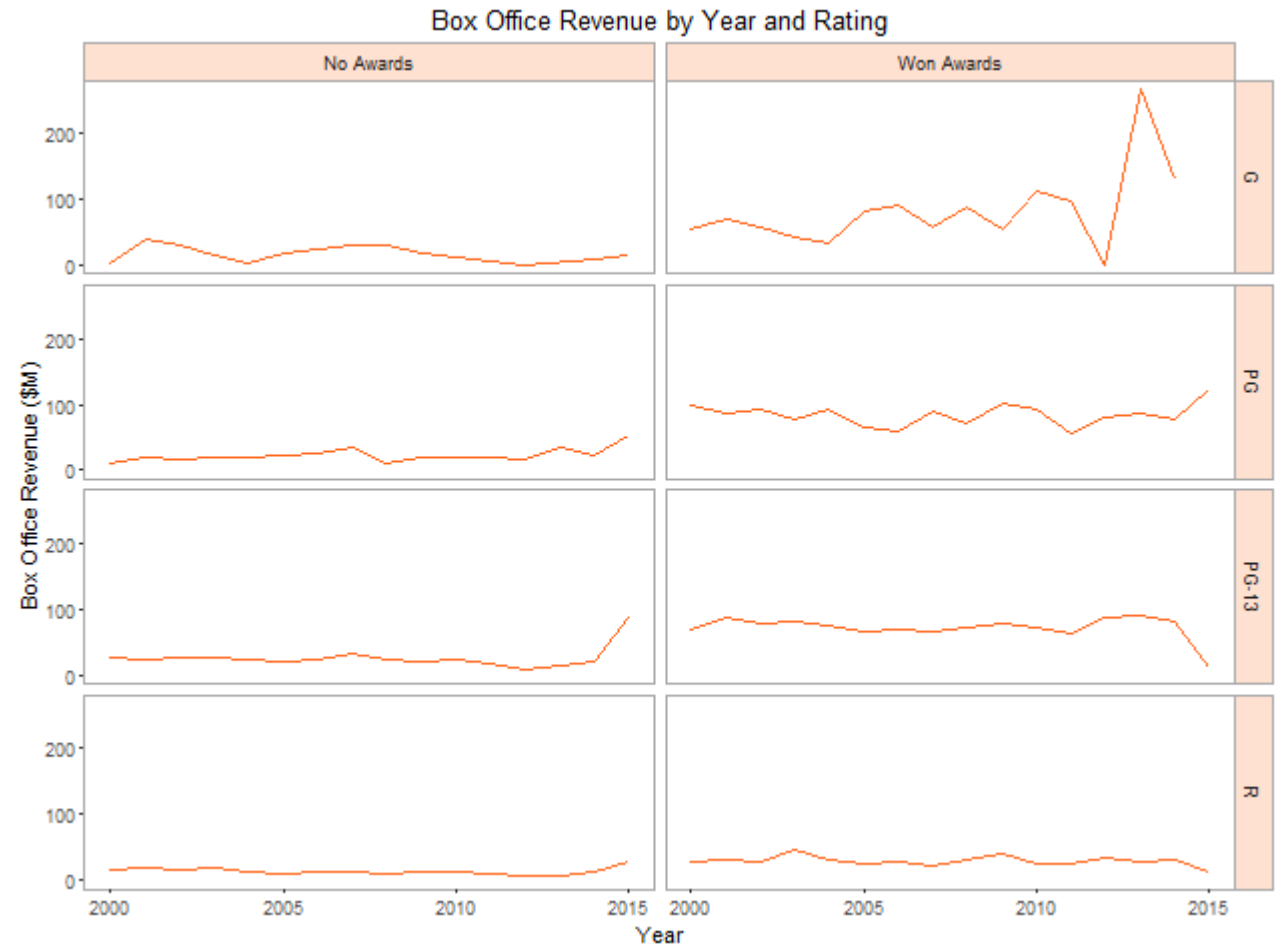 Box Office Revenue by Year and Rating
No Awards
Won Awards
200
100
0
G
200
100
0
PG
Box Office Revenue ($M)
200
100
0
PG-13
200
100
0
R
2000 2005 2010 2015
2000 2005 2010 2015
Year